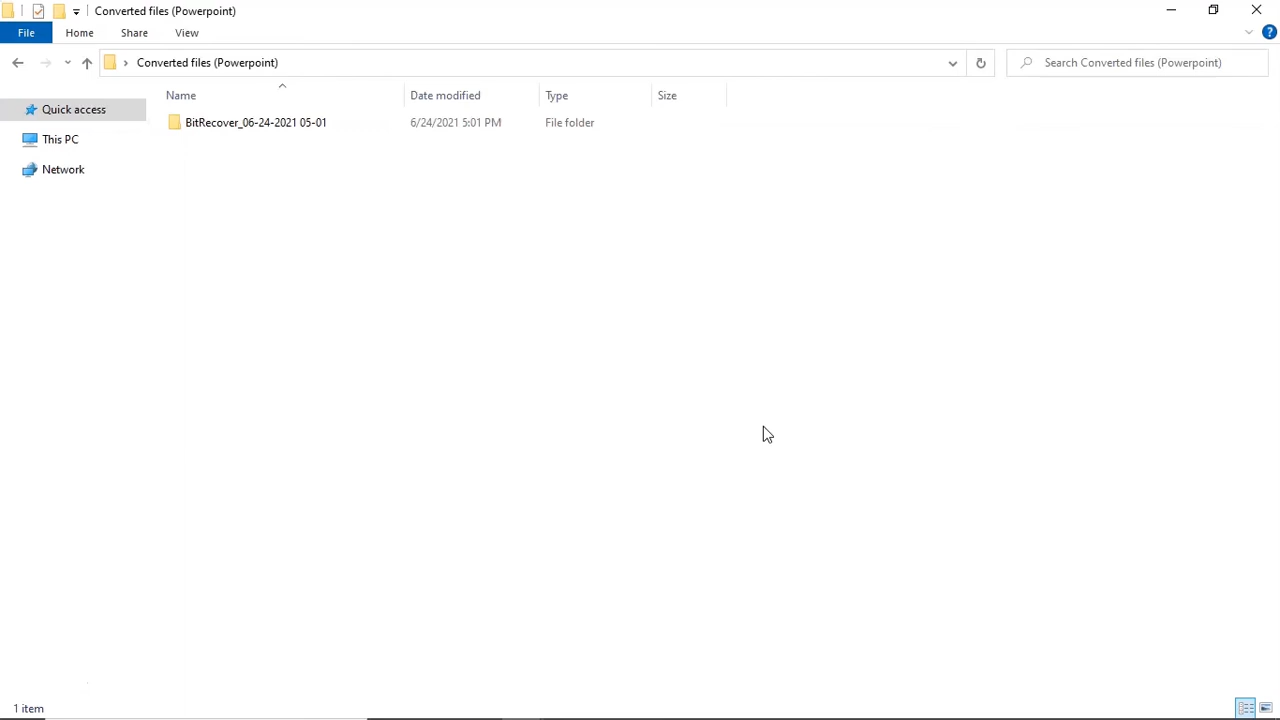 Converted files (Powerpoint)
File Home Share View
Converted files (Powerpoint)
Search Converted files (Powerpoint)
Quick access
This PC
Network
Name Date modified Type Size
BitRecover_06-24-2021 05-01 6/24/2021 5:01 PM File folder
1 item